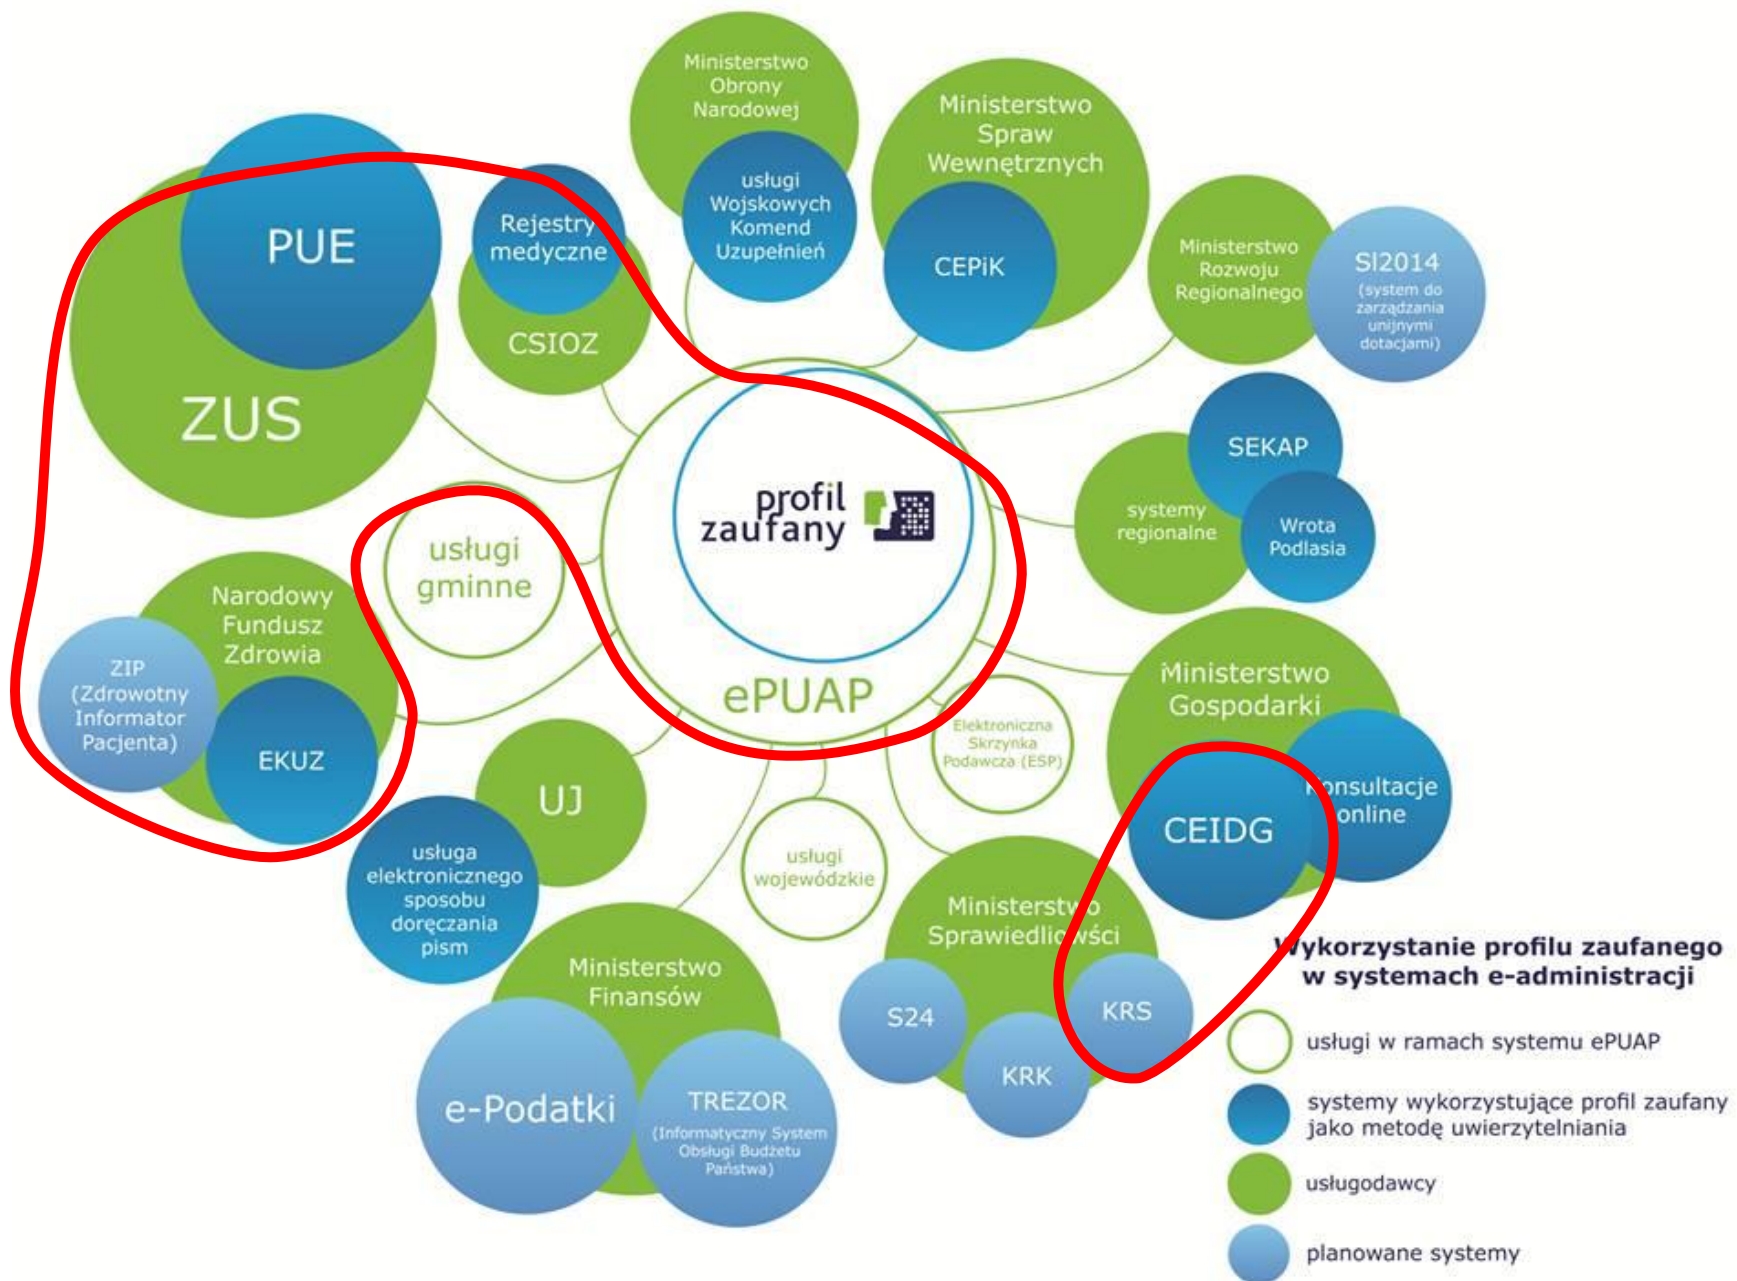 Ministerstwo
Obrony
Narodowej
usługi
Wojskowych
Komend
Uzupełnień
Ministerstwo
Spraw
Wewnętrznych
CEPiK
Ministerstwo
Rozwoju
Regionalnego
SI2014
(system do
zarządzania
unijnymi
dotacjami)
PUE
ZUS
Rejestry
medyczne
CSIOZ
SEKAP
systemy
regionalne
Wrota
Podlasia
profil
zaufany
ePUAP
usługi
gminne
Narodowy
Fundusz
Zdrowia
ZIP
(Zdrowotny
Informator
Pacjenta)
EKUZ
Elektroniczna
Skrzynka
Podawcza (ESP)
Ministerstwo
Gospodarki
CEIDG
Konsultacje
online
UJ
usługa
elektronicznego
sposobu
doręczania
pism
usługi
wojewódzkie
Ministerstwo
Sprawiedliwości
S24
KRK
KRS
Ministerstwo
Finansów
e-Podatki
TREZOR
(Informatyczny System
Obsługi Budżetu
Państwa)
Wykorzystanie profilu zaufanego
w systemach e-administracji
usługi w ramach systemu ePUAP
systemy wykorzystujące profil zaufany
jako metodę uwierzytelniania
usługodawcy
planowane systemy